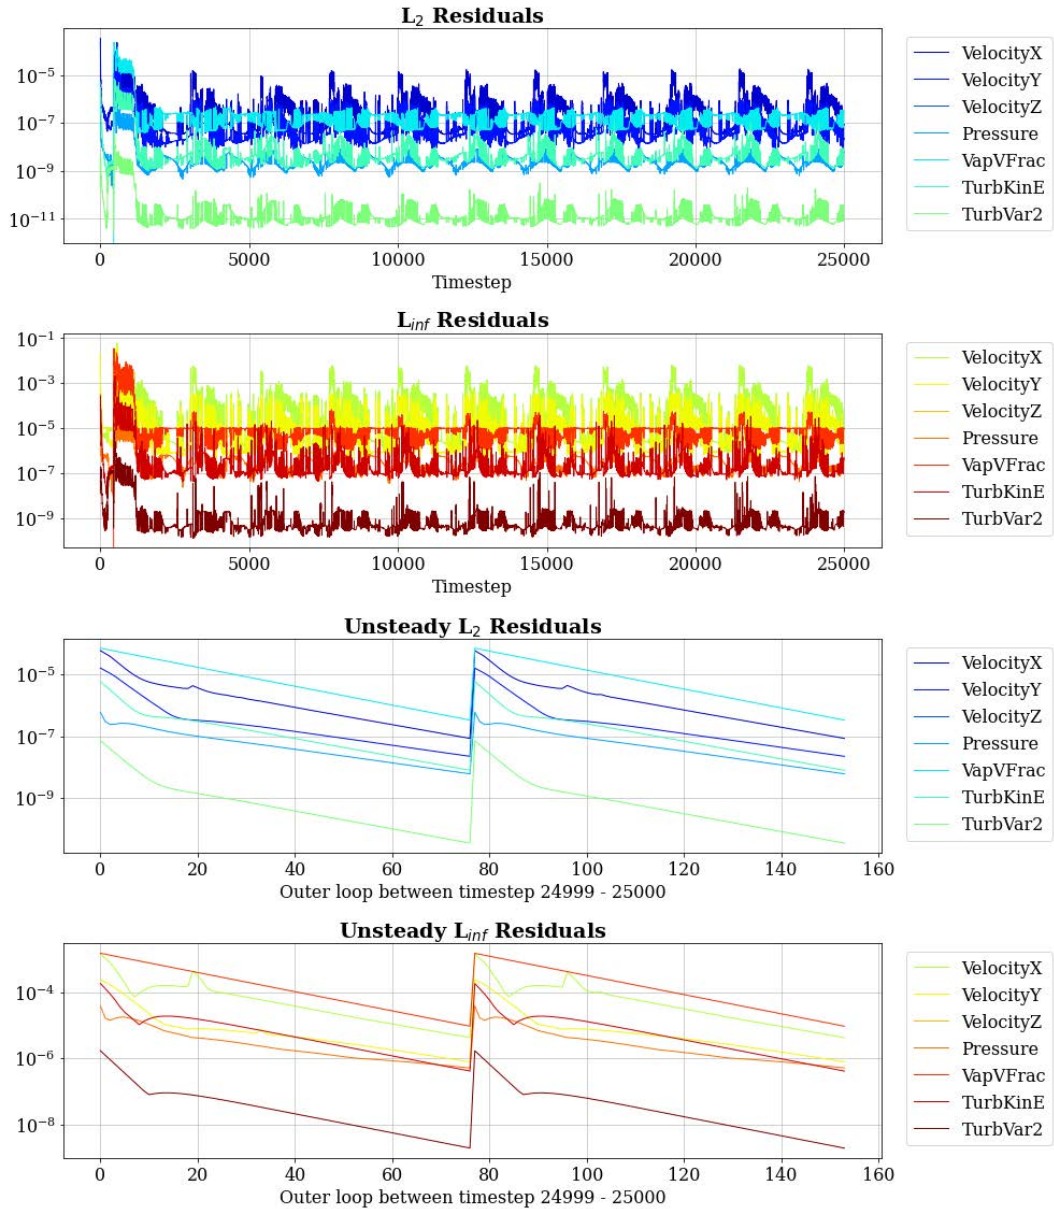 L₂ Residuals
10⁻⁵
10⁻⁷
10⁻⁹
10⁻¹¹
0 5000 10000 15000 20000 25000
Timestep
VelocityX
VelocityY
VelocityZ
Pressure
VapVFrac
TurbKinE
TurbVar2
L_inf Residuals
10⁻¹
10⁻³
10⁻⁵
10⁻⁷
10⁻⁹
0 5000 10000 15000 20000 25000
Timestep
VelocityX
VelocityY
VelocityZ
Pressure
VapVFrac
TurbKinE
TurbVar2
Unsteady L₂ Residuals
10⁻⁵
10⁻⁷
10⁻⁹
0 20 40 60 80 100 120 140 160
Outer loop between timestep 24999 - 25000
VelocityX
VelocityY
VelocityZ
Pressure
VapVFrac
TurbKinE
TurbVar2
Unsteady L_inf Residuals
10⁻⁴
10⁻⁶
10⁻⁸
0 20 40 60 80 100 120 140 160
Outer loop between timestep 24999 - 25000
VelocityX
VelocityY
VelocityZ
Pressure
VapVFrac
TurbKinE
TurbVar2